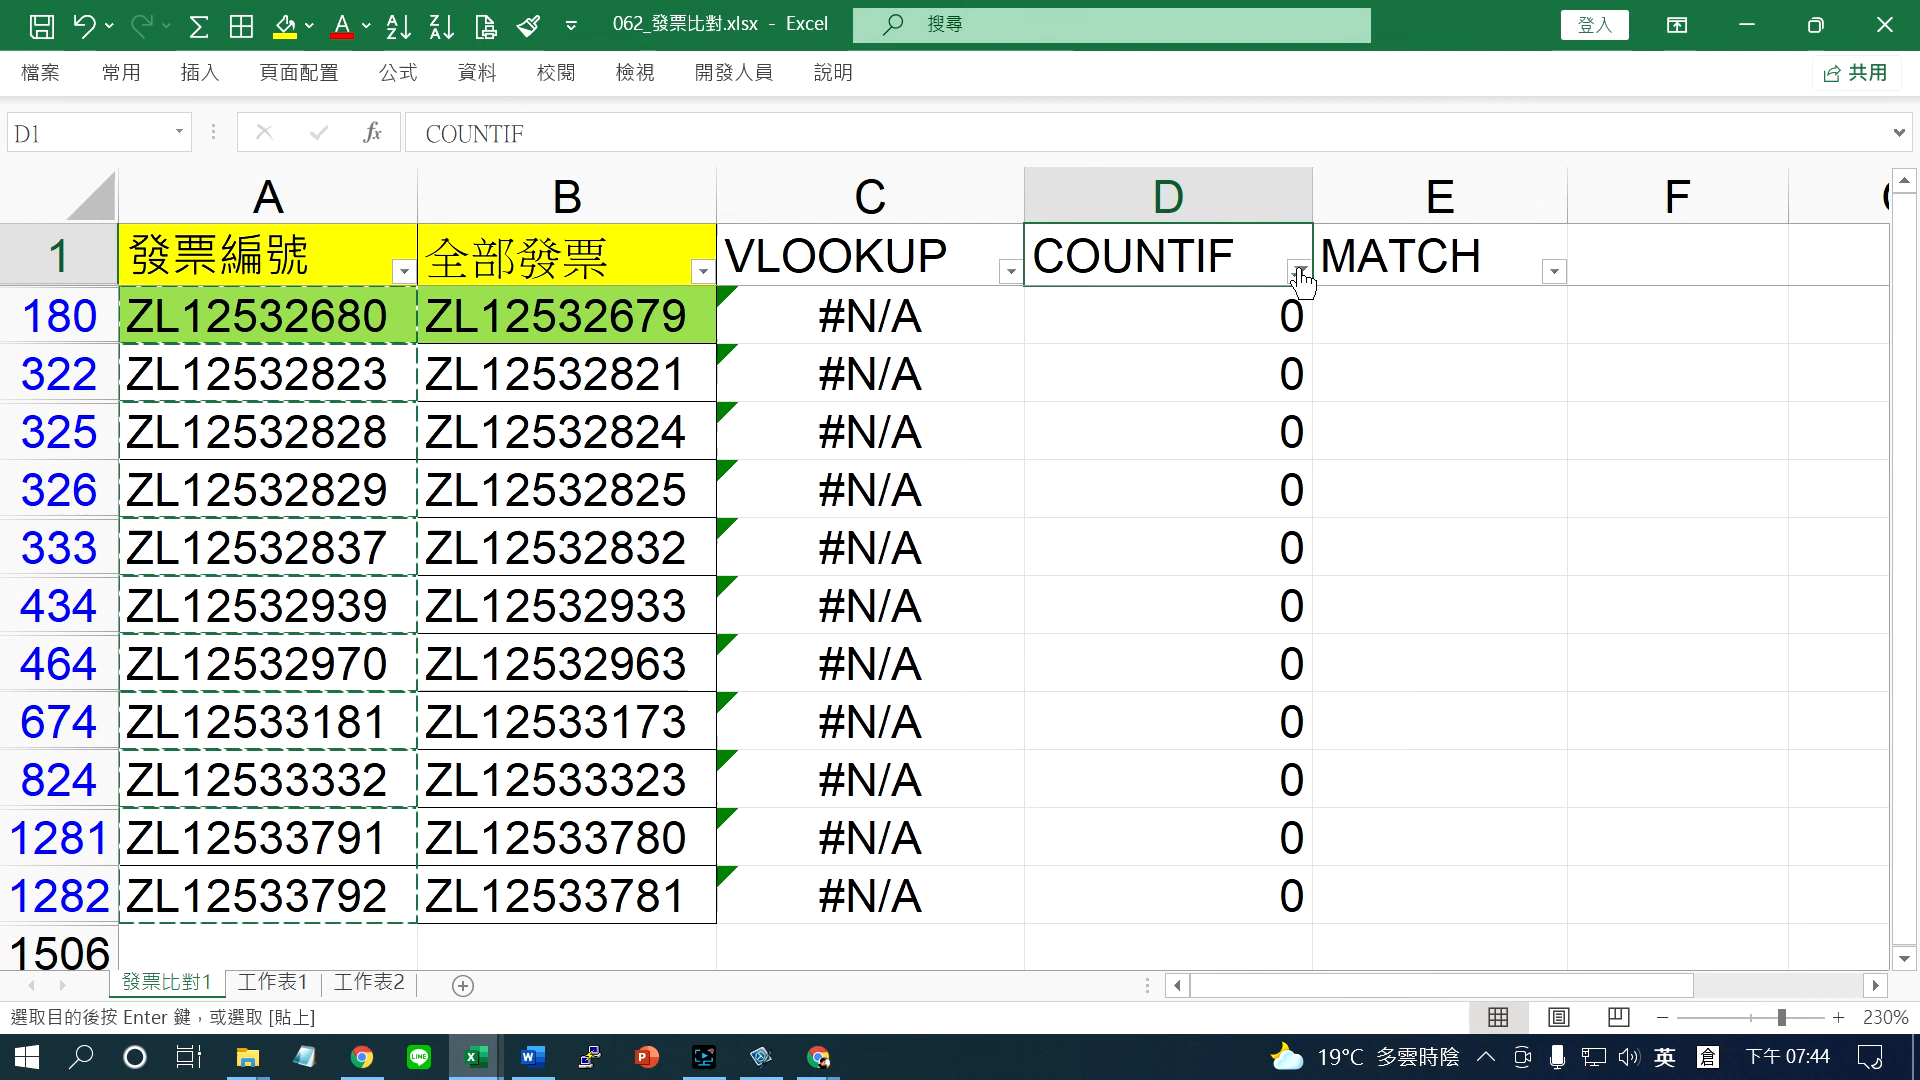 062_發票比對.xlsx - Excel
搜尋
登入
檔案 常用 插入 頁面配置 公式 資料 校閱 檢視 開發人員 說明 共用
D1 fx COUNTIF
A B C D E F
1 發票編號 全部發票 VLOOKUP COUNTIF MATCH
180 ZL12532680 ZL12532679 #N/A 0
322 ZL12532823 ZL12532821 #N/A 0
325 ZL12532828 ZL12532824 #N/A 0
326 ZL12532829 ZL12532825 #N/A 0
333 ZL12532837 ZL12532832 #N/A 0
434 ZL12532939 ZL12532933 #N/A 0
464 ZL12532970 ZL12532963 #N/A 0
674 ZL12533181 ZL12533173 #N/A 0
824 ZL12533332 ZL12533323 #N/A 0
1281 ZL12533791 ZL12533780 #N/A 0
1282 ZL12533792 ZL12533781 #N/A 0
1506
發票比對1 工作表1 工作表2
選取目的後按 Enter 鍵，或選取 [貼上] 230%
19°C 多雲時陰 英 倉 下午 07:44